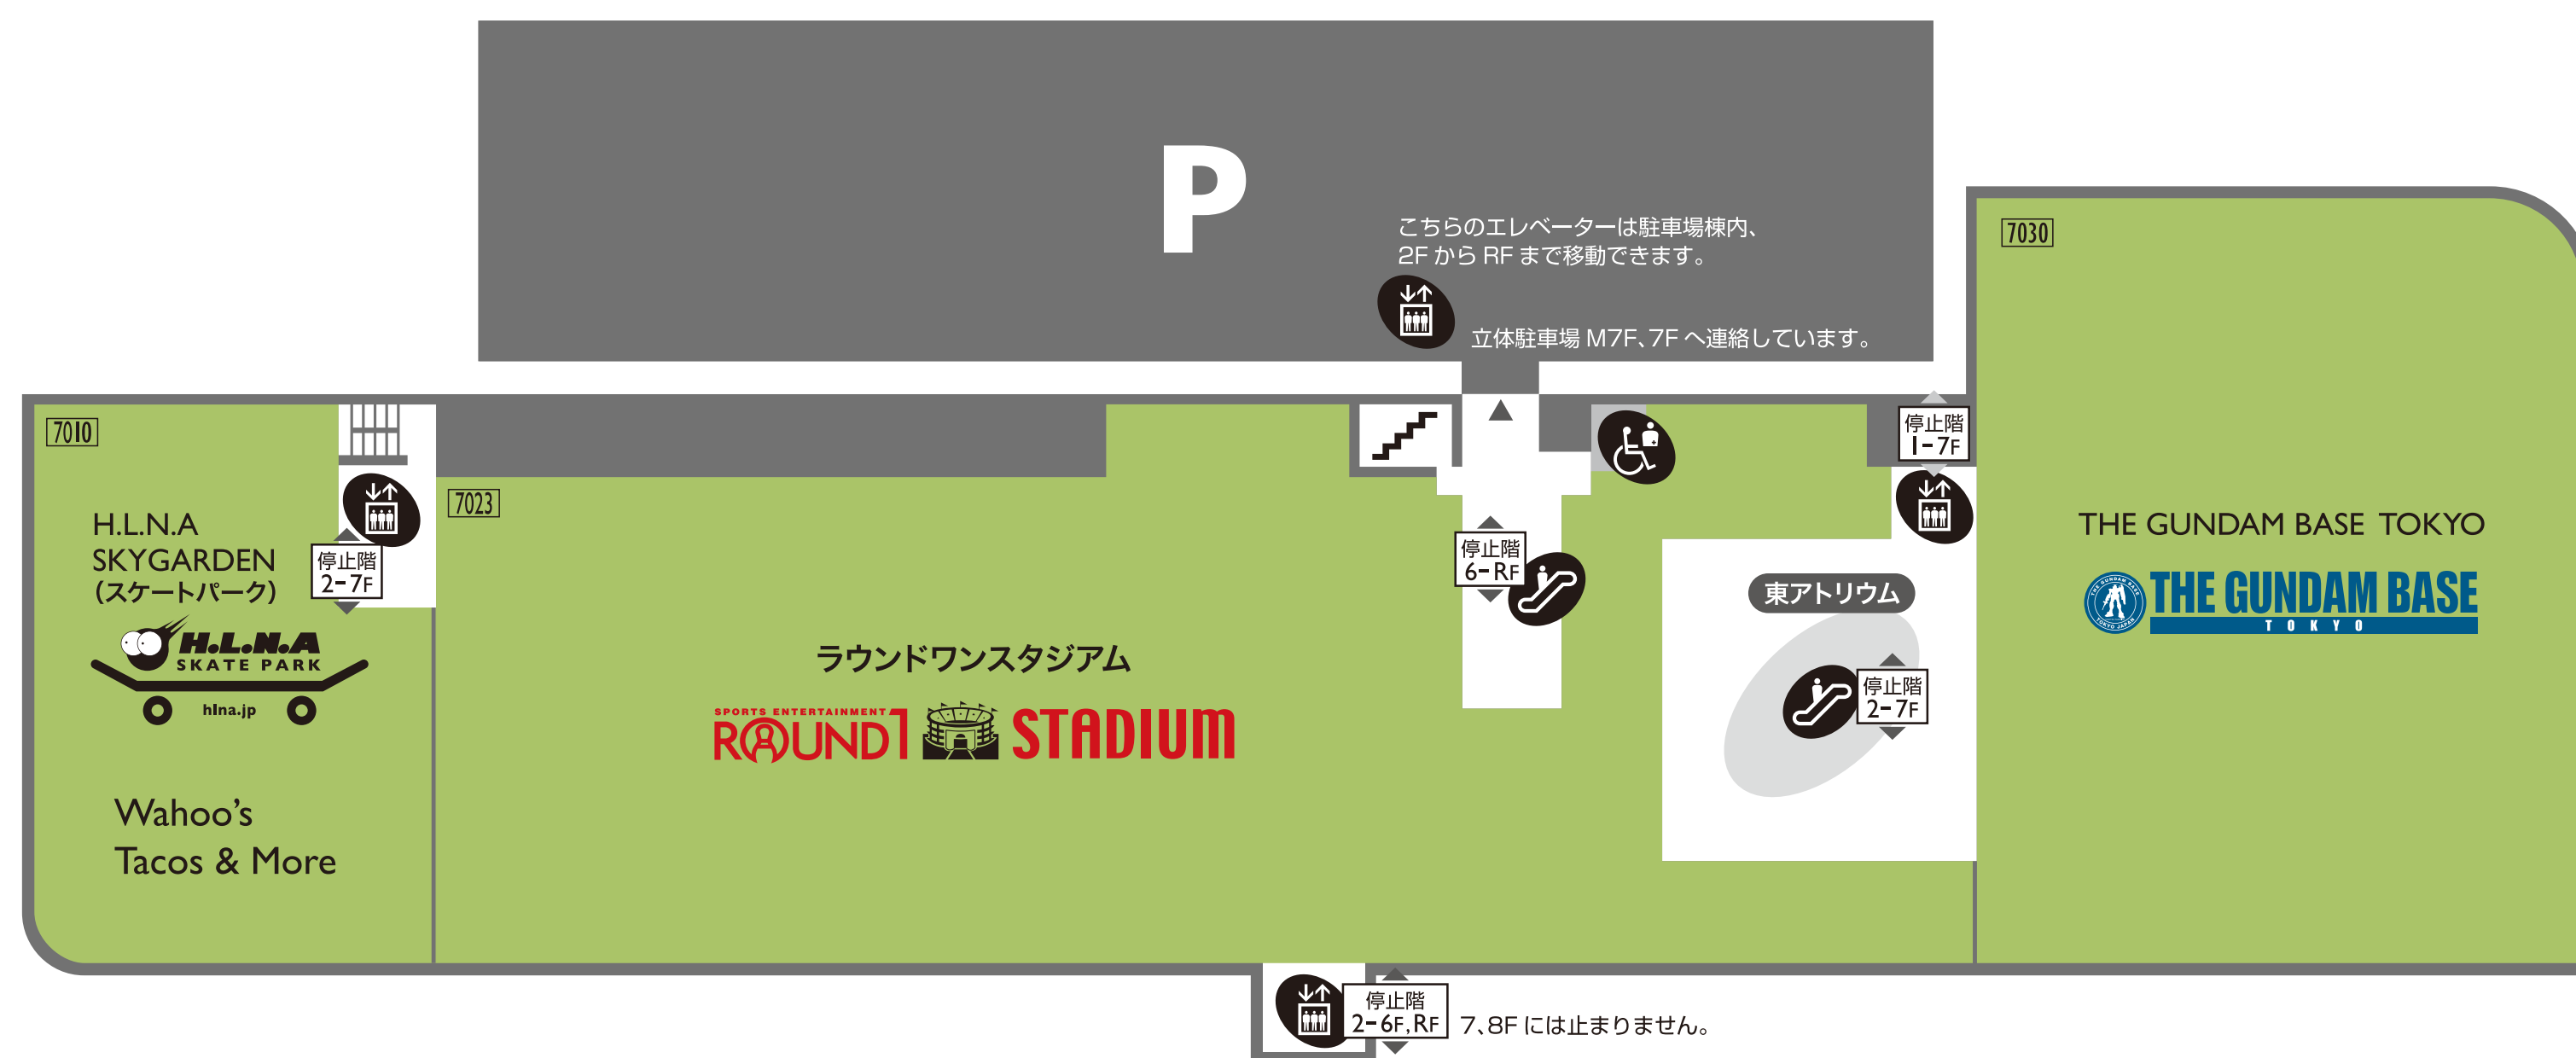 P
こちらのエレベーターは駐車場棟内、
2F から RF まで移動できます。
立体駐車場 M7F、7F へ連絡しています。
7030
7010
停止階
1-7F
7023
H.L.N.A
SKYGARDEN
（スケートパーク）
停止階
2-7F
停止階
6-RF
THE GUNDAM BASE TOKYO
東アトリウム
THE GUNDAM BASE
TOKYO JAPAN
THE GUNDAM BASE
TOKYO
H.L.N.A
SKATE PARK
hlna.jp
ラウンドワンスタジアム
SPORTS ENTERTAINMENT
ROUND1 STADIUM
停止階
2-7F
Wahoo's
Tacos & More
停止階
2-6F, RF
7、8F には止まりません。